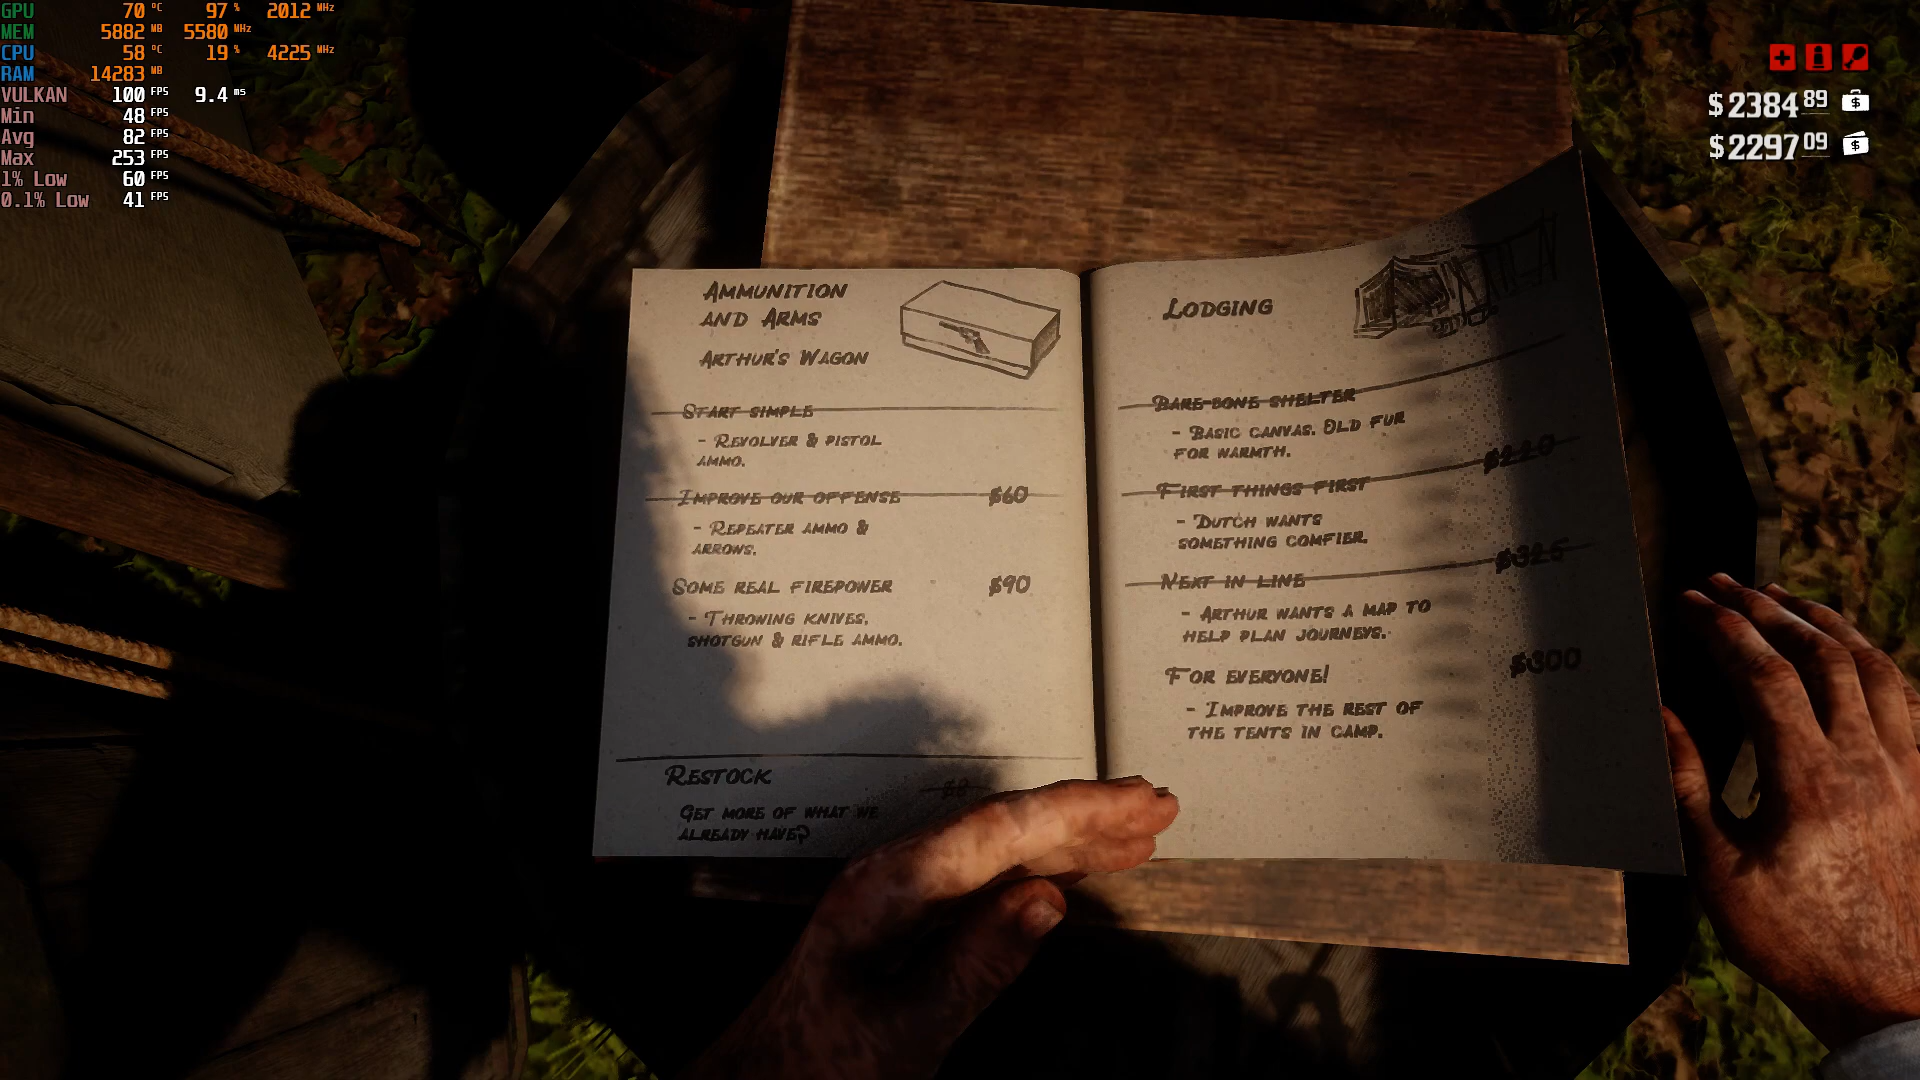 GPU 70 °C 97 % 2012 MHz
MEM 5882 MB 5580 MHz
CPU 58 °C 19 % 4225 MHz
RAM 14283 MB
VULKAN 100 FPS 9.4 ms
Min 48 FPS
Avg 82 FPS
Max 253 FPS
1% Low 60 FPS
0.1% Low 41 FPS
$2384 89
$2297 09
AMMUNITION
AND ARMS
ARTHUR'S WAGON
START SIMPLE
- REVOLVER & PISTOL
AMMO.
IMPROVE OUR OFFENSE $60
- REPEATER AMMO &
ARROWS.
SOME REAL FIREPOWER $90
- THROWING KNIVES,
SHOTGUN & RIFLE AMMO.
RESTOCK
GET MORE OF WHAT WE
ALREADY HAVE?
LODGING
BARE-BONE SHELTER
- BASIC CANVAS. OLD FUR
FOR WARMTH.
FIRST THINGS FIRST $220
- DUTCH WANTS
SOMETHING COMFIER.
NEXT IN LINE $325
- ARTHUR WANTS A MAP TO
HELP PLAN JOURNEYS.
FOR EVERYONE! $300
- IMPROVE THE REST OF
THE TENTS IN CAMP.